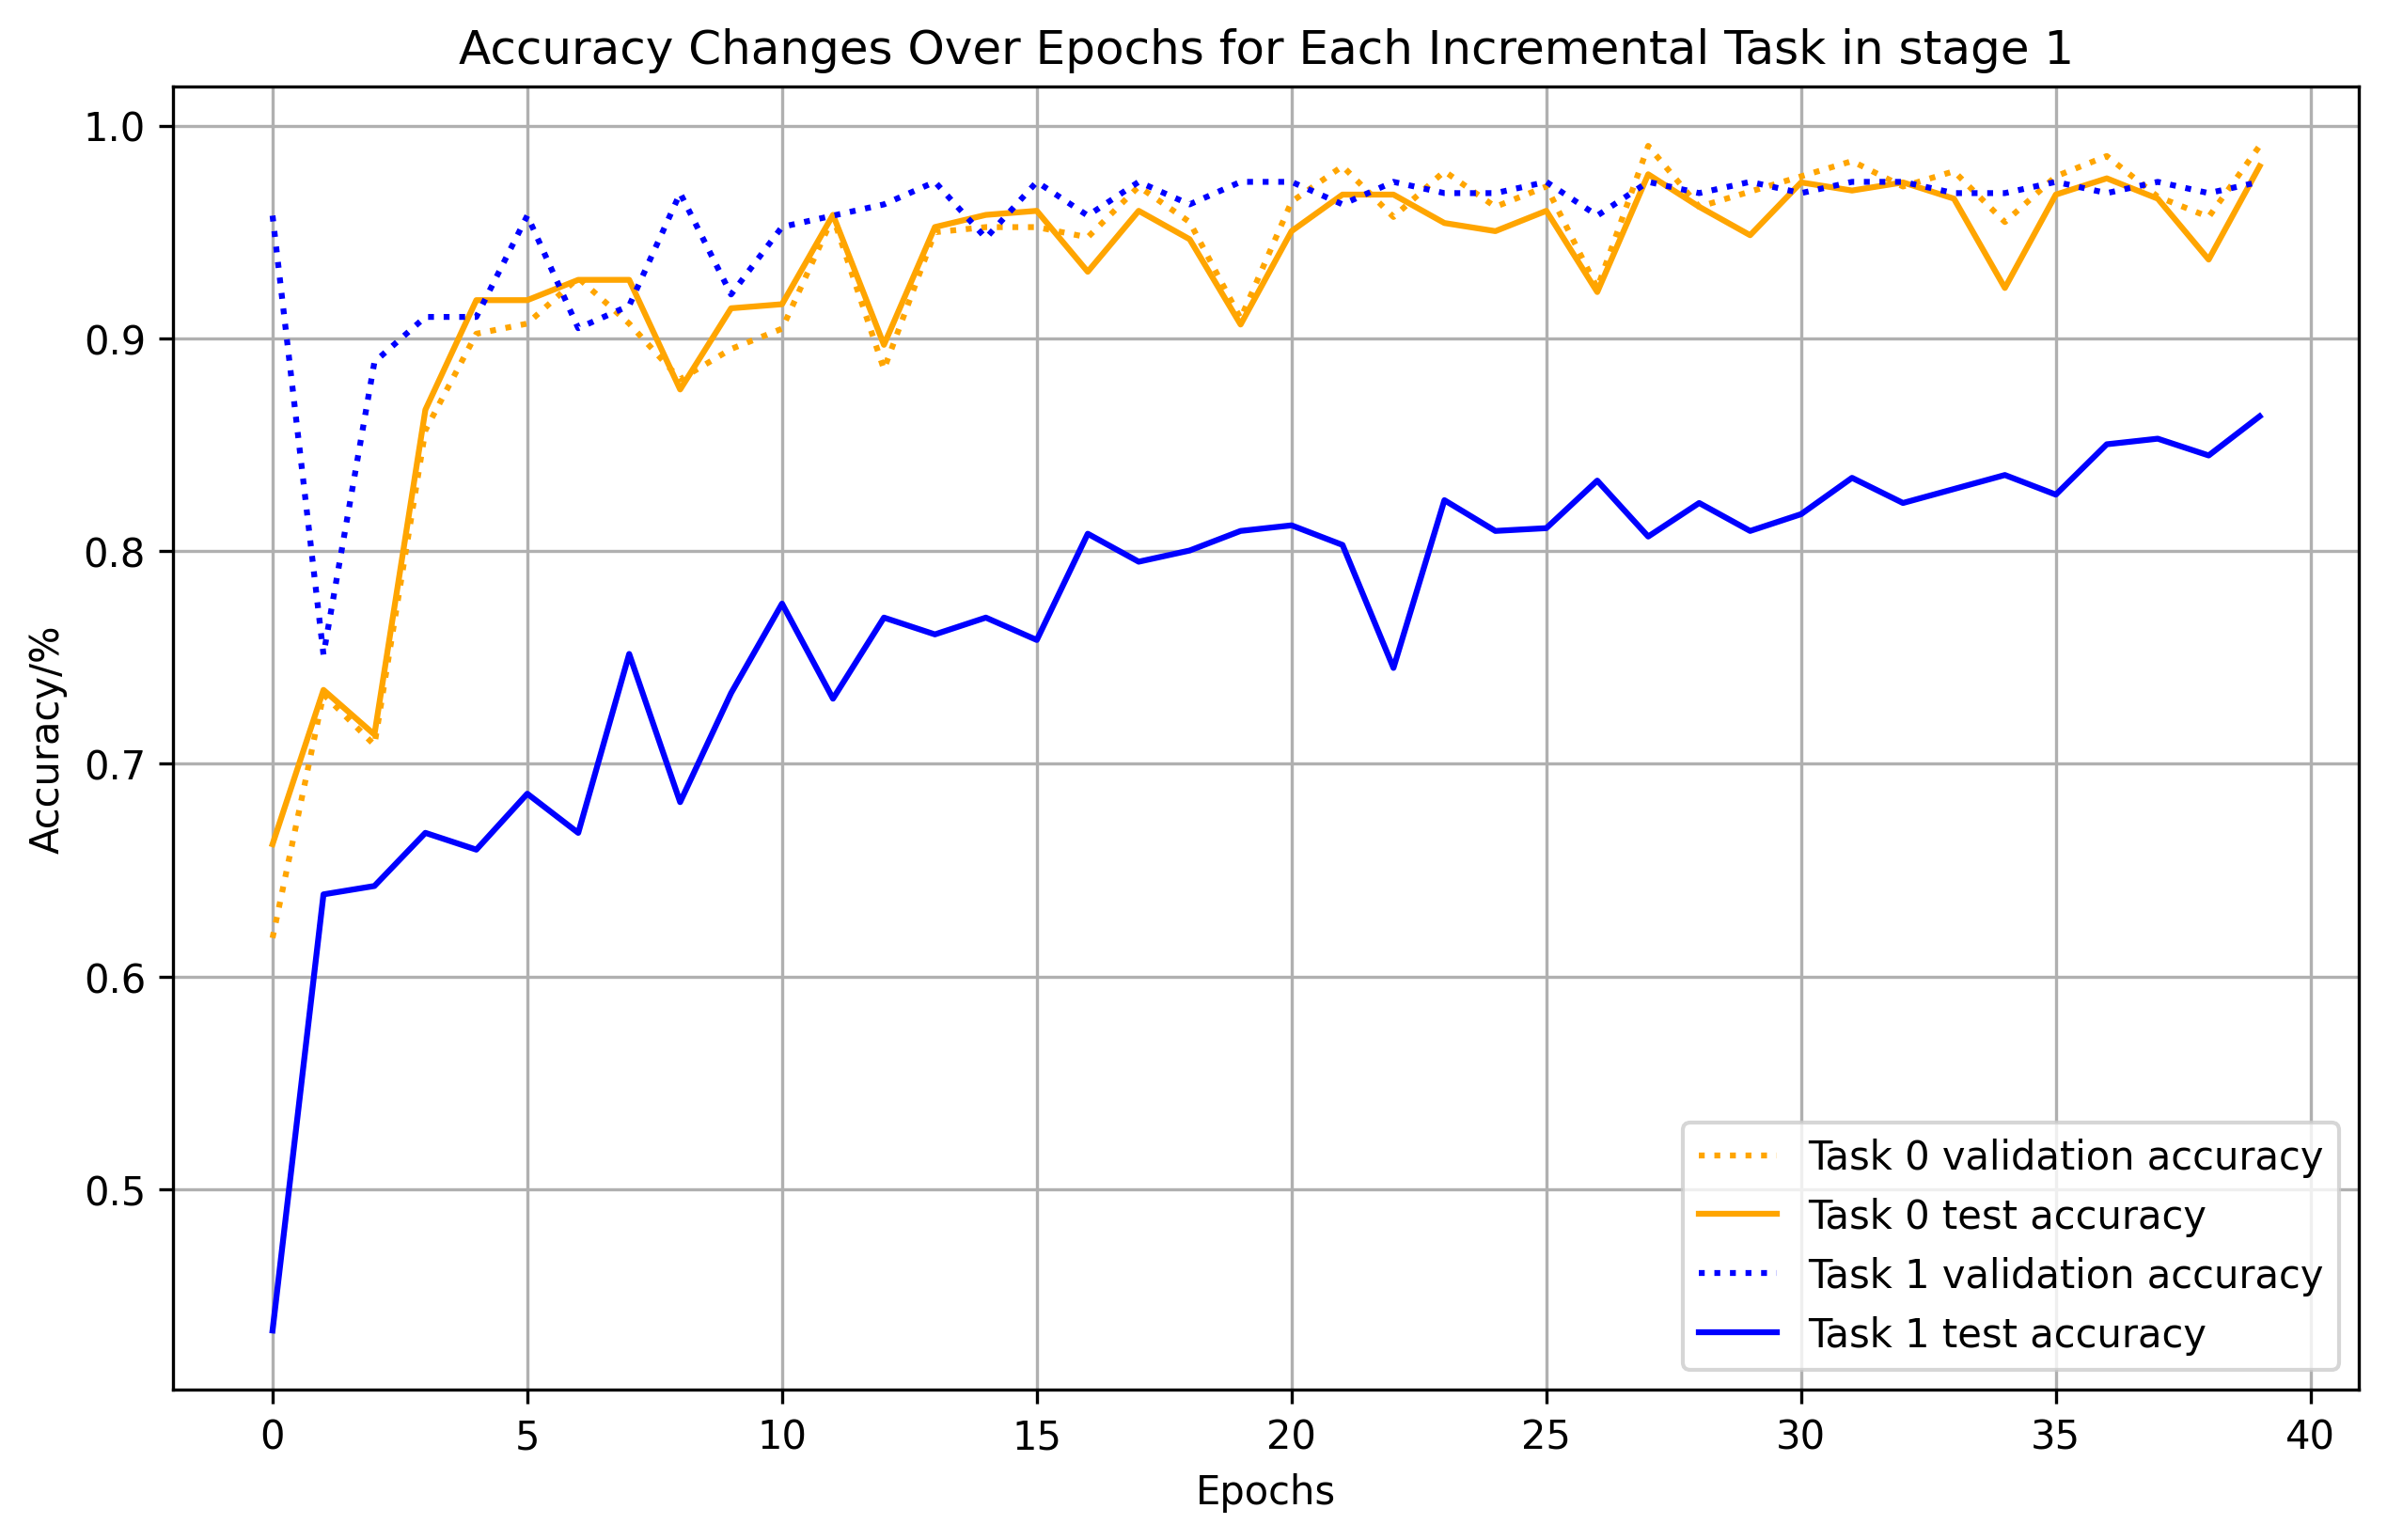 Accuracy Changes Over Epochs for Each Incremental Task in stage 1
1.0
0.9
0.8
0.7
0.6
0.5
Accuracy/%
0 5 10 15 20 25 30 35 40
Epochs
Task 0 validation accuracy
Task 0 test accuracy
Task 1 validation accuracy
Task 1 test accuracy